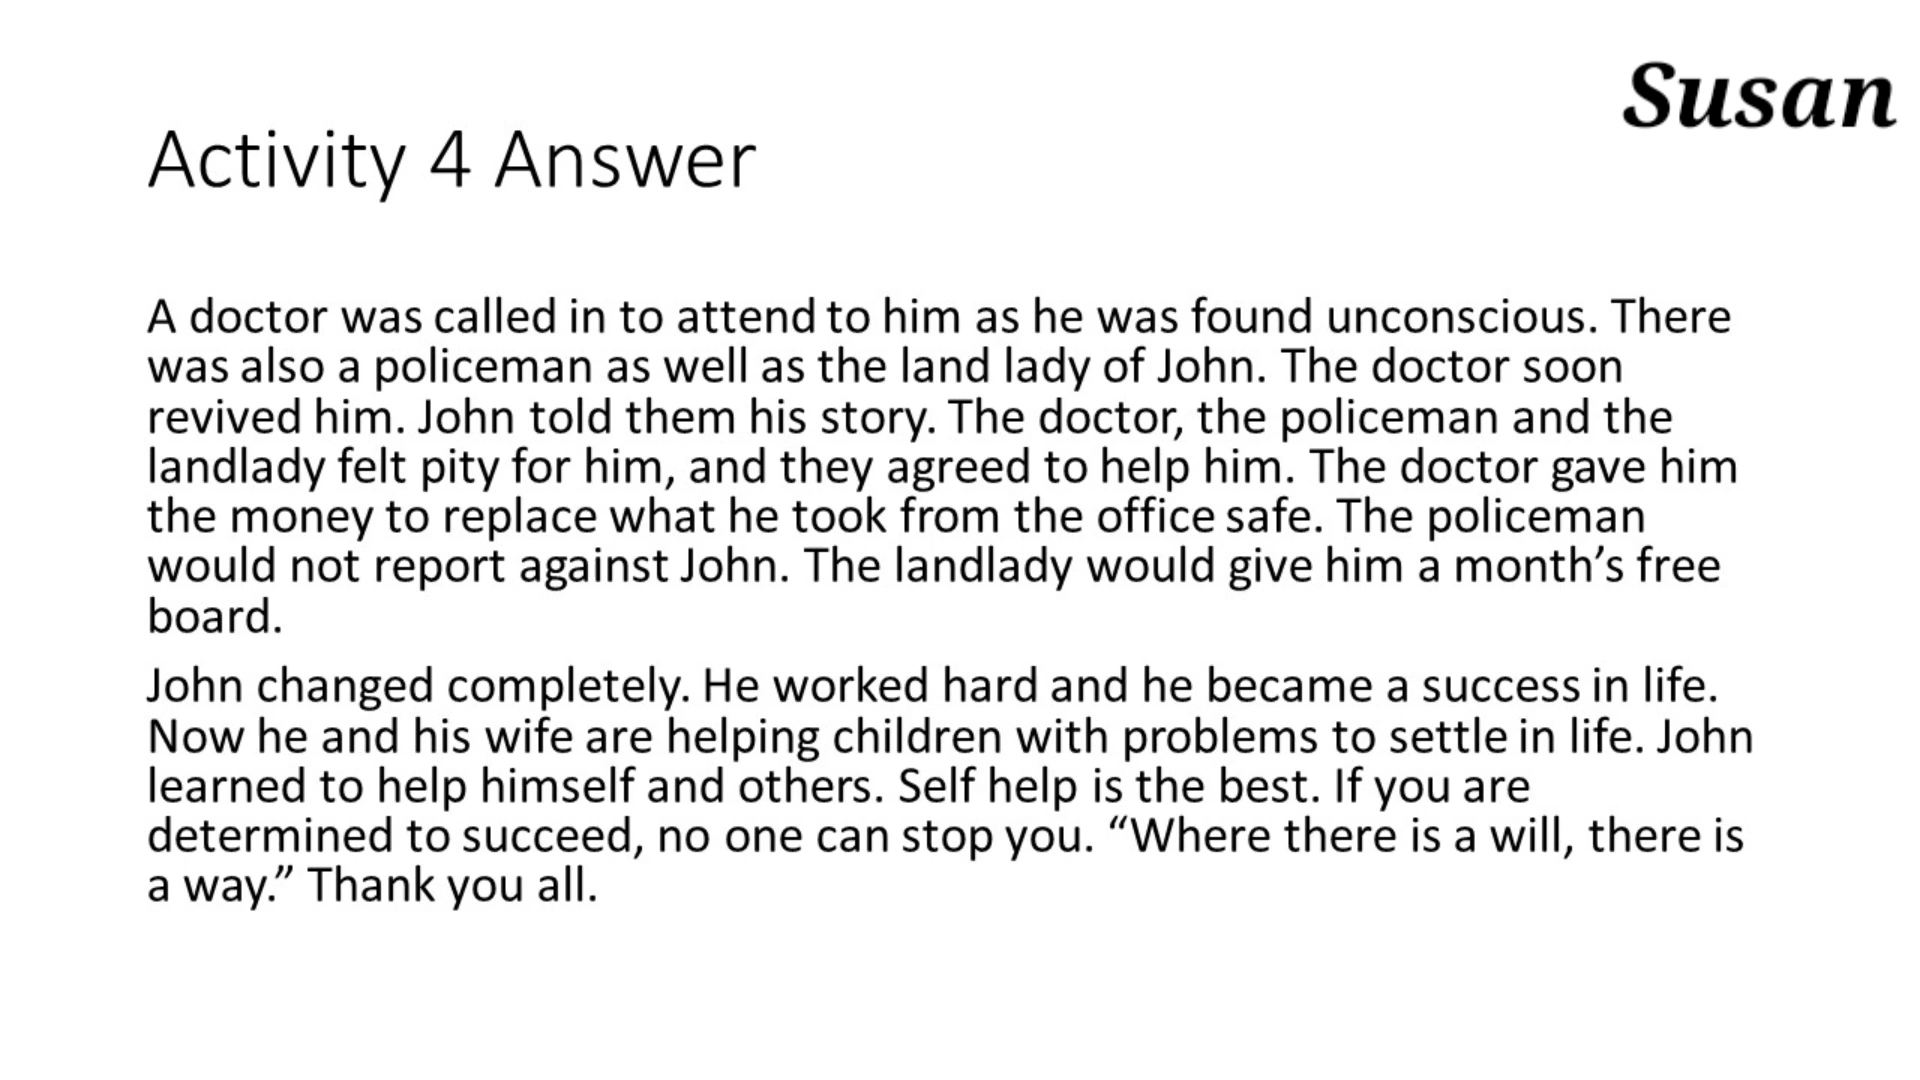 Susan
Activity 4 Answer
A doctor was called in to attend to him as he was found unconscious. There
was also a policeman as well as the land lady of John. The doctor soon
revived him. John told them his story. The doctor, the policeman and the
landlady felt pity for him, and they agreed to help him. The doctor gave him
the money to replace what he took from the office safe. The policeman
would not report against John. The landlady would give him a month’s free
board.
John changed completely. He worked hard and he became a success in life.
Now he and his wife are helping children with problems to settle in life. John
learned to help himself and others. Self help is the best. If you are
determined to succeed, no one can stop you. “Where there is a will, there is
a way.” Thank you all.